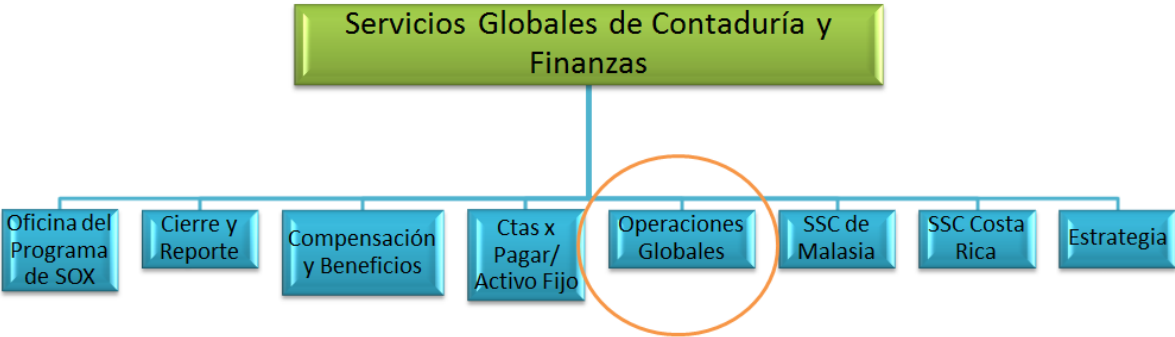 Servicios Globales de Contaduría y
Finanzas
Oficina del
Programa
de SOX
Cierre y
Reporte
Compensación
y Beneficios
Ctas x
Pagar/
Activo Fijo
Operaciones
Globales
SSC de
Malasia
SSC Costa
Rica
Estrategia